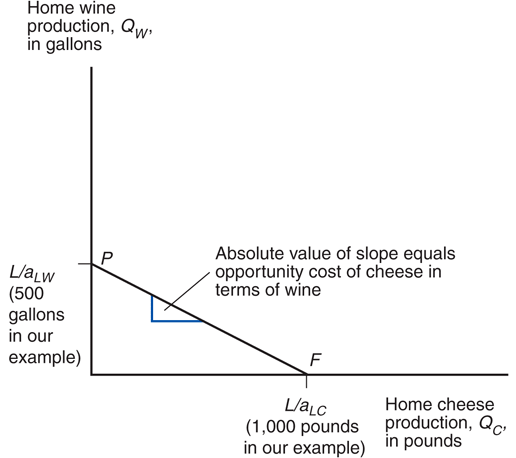 Home wine
production, Q_W,
in gallons
P
Absolute value of slope equals
opportunity cost of cheese in
terms of wine
L/a_LW
(500
gallons
in our
example)
F
L/a_LC
(1,000 pounds
in our example)
Home cheese
production, Q_C,
in pounds